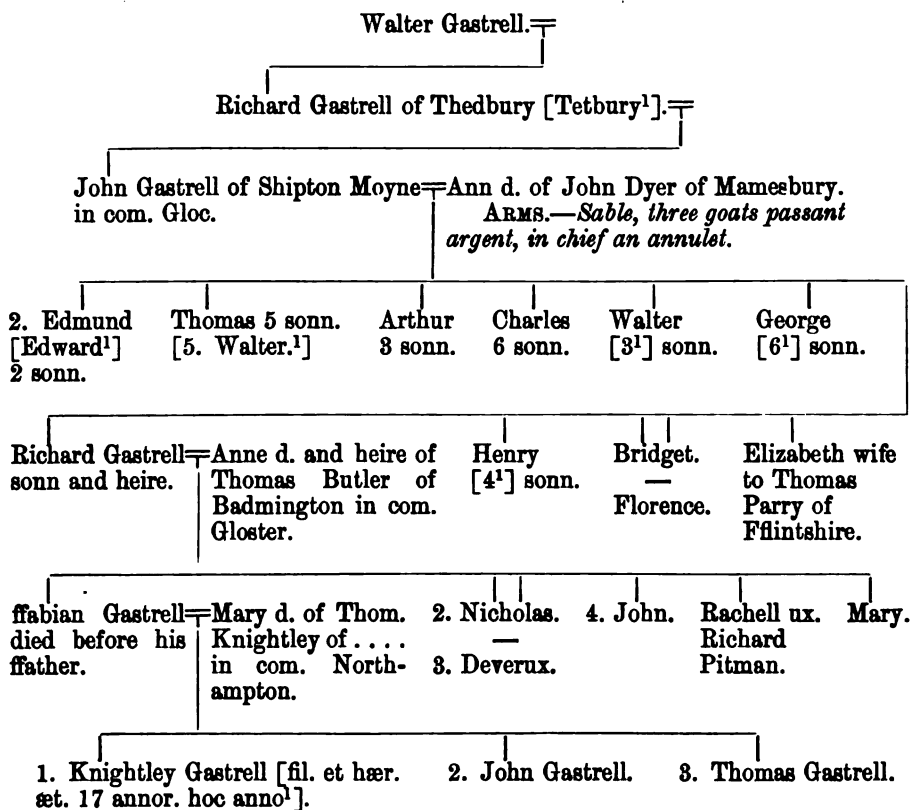 Walter Gastrell.
Richard Gastrell of Thedbury [Tetbury¹].
John Gastrell of Shipton Moyne
in com. Gloc.
Ann d. of John Dyer of Mamesbury.
ARMS.—Sable, three goats passant
argent, in chief an annulet.
2. Edmund
[Edward¹]
2 sonn.
Thomas 5 sonn.
[5. Walter.¹]
Arthur
3 sonn.
Charles
6 sonn.
Walter
[3¹] sonn.
George
[6¹] sonn.
Richard Gastrell
sonn and heire.
Anne d. and heire of
Thomas Butler of
Badmington in com.
Gloster.
Henry
[4¹] sonn.
Bridget.
—
Florence.
Elizabeth wife
to Thomas
Parry of
Fflintshire.
ffabian Gastrell
died before his
ffather.
Mary d. of Thom.
Knightley of ....
in com. North-
ampton.
2. Nicholas.
—
3. Deverux.
4. John.
Rachell ux.
Richard
Pitman.
Mary.
1. Knightley Gastrell [fil. et hær.
æt. 17 annor. hoc anno¹].
2. John Gastrell.
3. Thomas Gastrell.